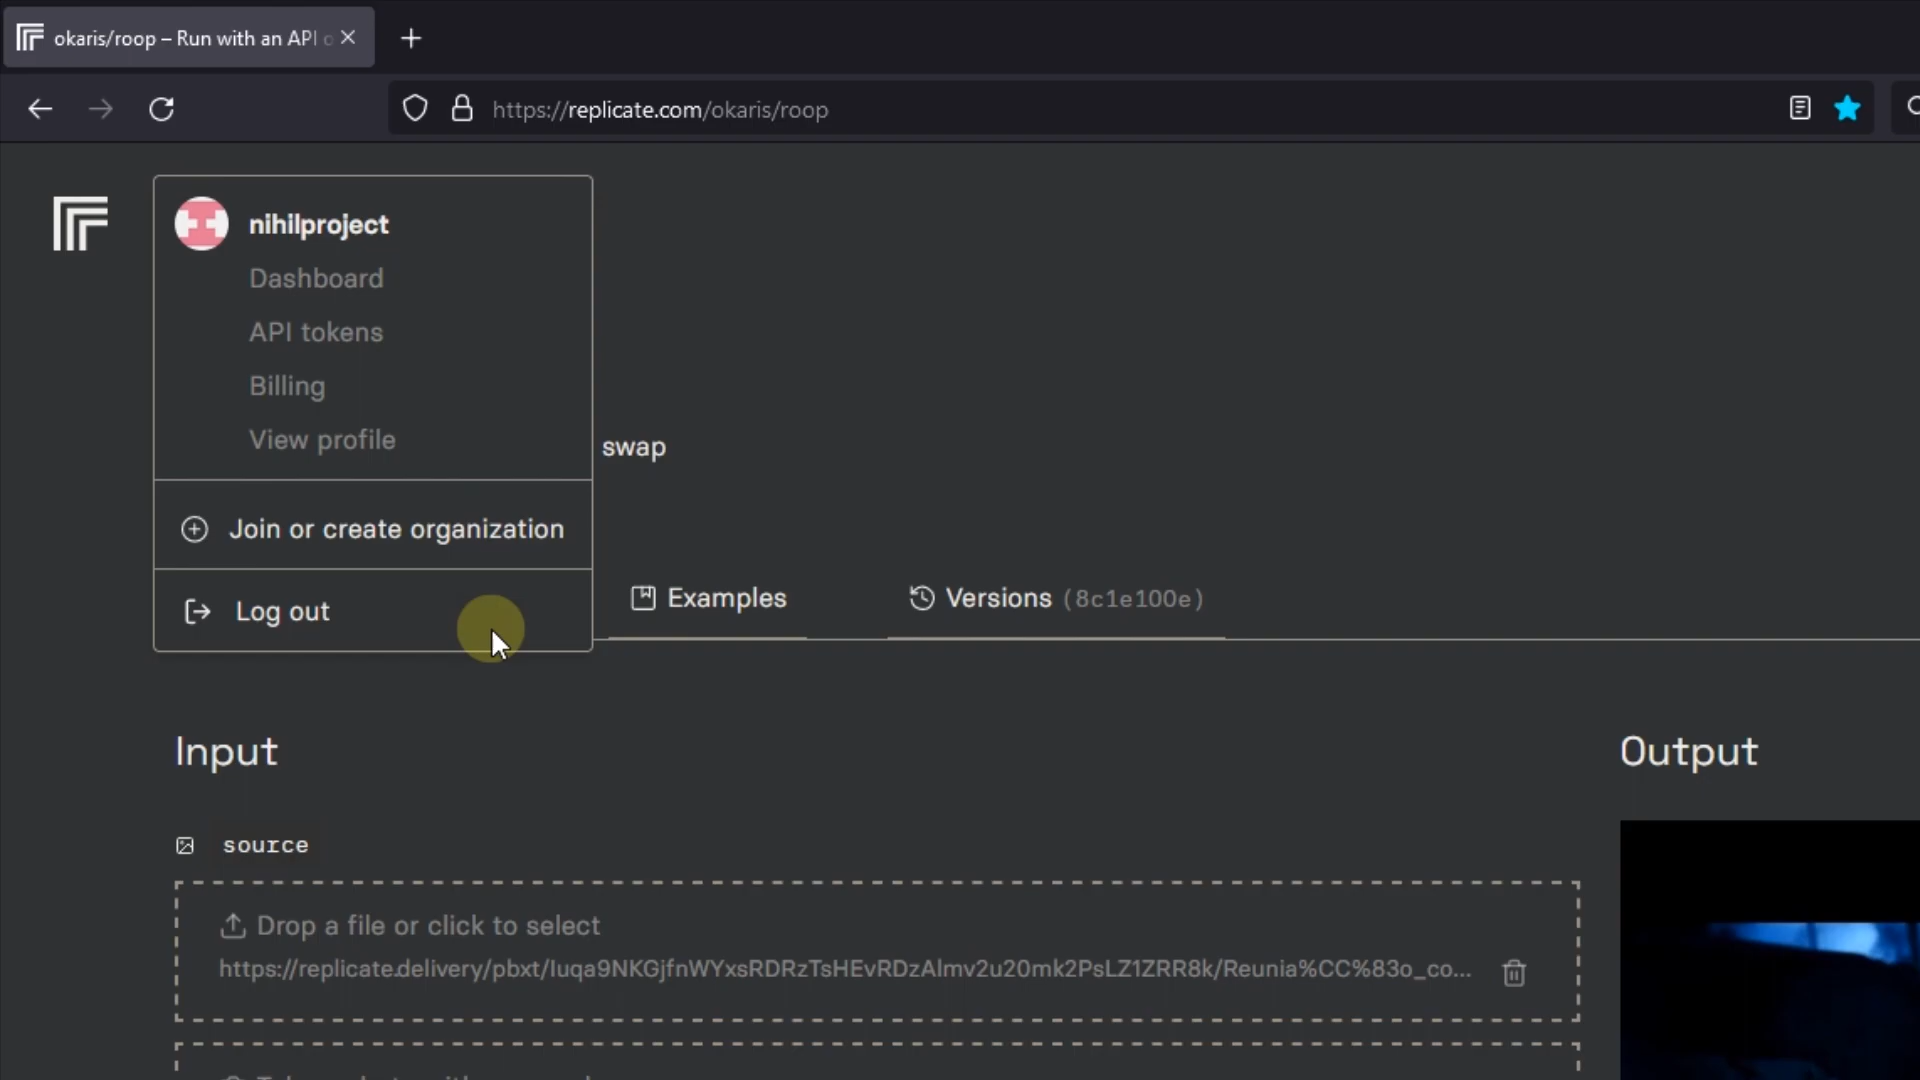 okaris/roop – Run with an API
https://replicate.com/okaris/roop
nihilproject
Dashboard
API tokens
Billing
View profile
swap
Join or create organization
Log out
Examples
Versions (8c1e100e)
Input
Output
source
Drop a file or click to select
https://replicate.delivery/pbxt/Iuqa9NKGjfnWYxsRDRzTsHEvRDzAlmv2u20mk2PsLZ1ZRR8k/Reunia%CC%83o_co...